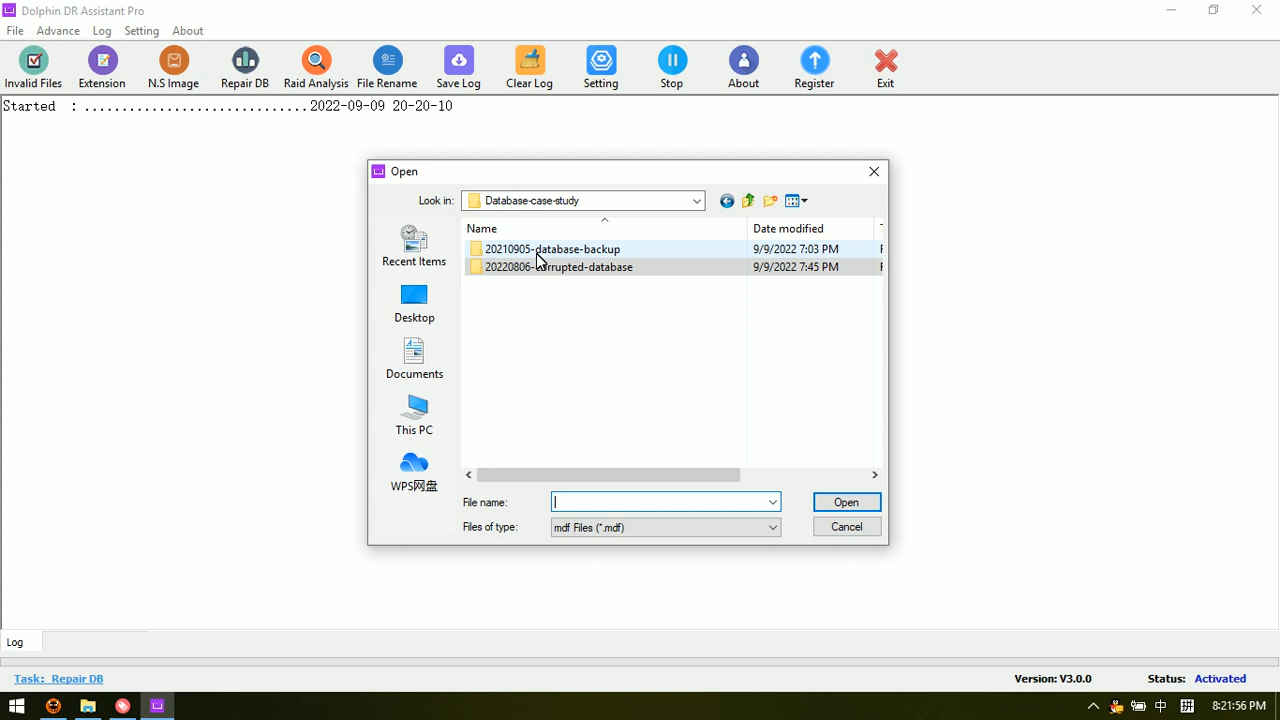 Dolphin DR Assistant Pro
File Advance Log Setting About
Invalid Files Extension N.S Image Repair DB Raid Analysis File Rename Save Log Clear Log Setting Stop About Register Exit
Started : ..............................2022-09-09 20-20-10
Open
Look in: Database-case-study
Name Date modified
20210905-database-backup 9/9/2022 7:03 PM
20220806-corrupted-database 9/9/2022 7:45 PM
Recent Items
Desktop
Documents
This PC
WPS网盘
File name: Open
Files of type: mdf Files (*.mdf) Cancel
Log
Task: Repair DB Version: V3.0.0 Status: Activated
中 拼 8:21:56 PM